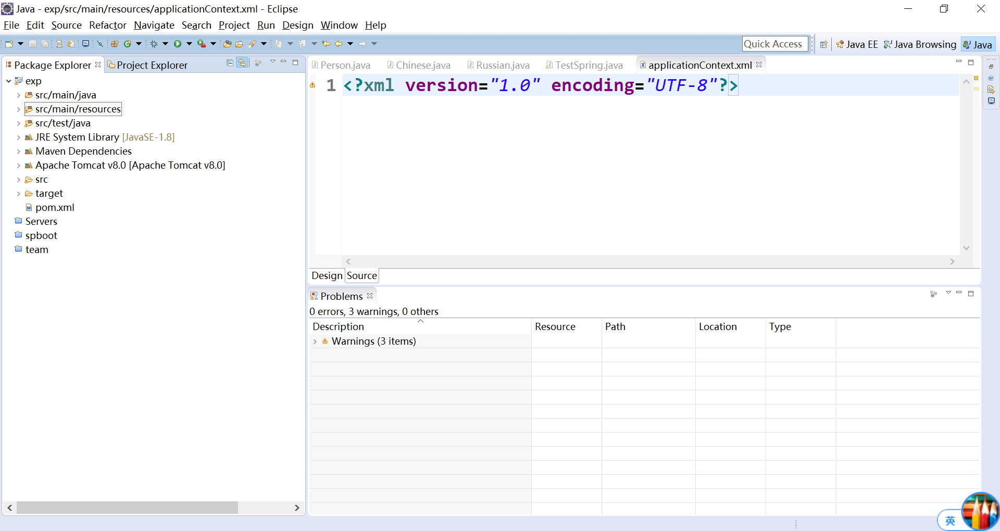 Java - exp/src/main/resources/applicationContext.xml - Eclipse
File Edit Source Refactor Navigate Search Project Run Design Window Help
Quick Access Java EE Java Browsing Java
Package Explorer Project Explorer
exp
src/main/java
src/main/resources
src/test/java
JRE System Library [JavaSE-1.8]
Maven Dependencies
Apache Tomcat v8.0 [Apache Tomcat v8.0]
src
target
pom.xml
Servers
spboot
team
Person.java Chinese.java Russian.java TestSpring.java applicationContext.xml
1 <?xml version="1.0" encoding="UTF-8"?>
Design Source
Problems
0 errors, 3 warnings, 0 others
Description Resource Path Location Type
Warnings (3 items)
英